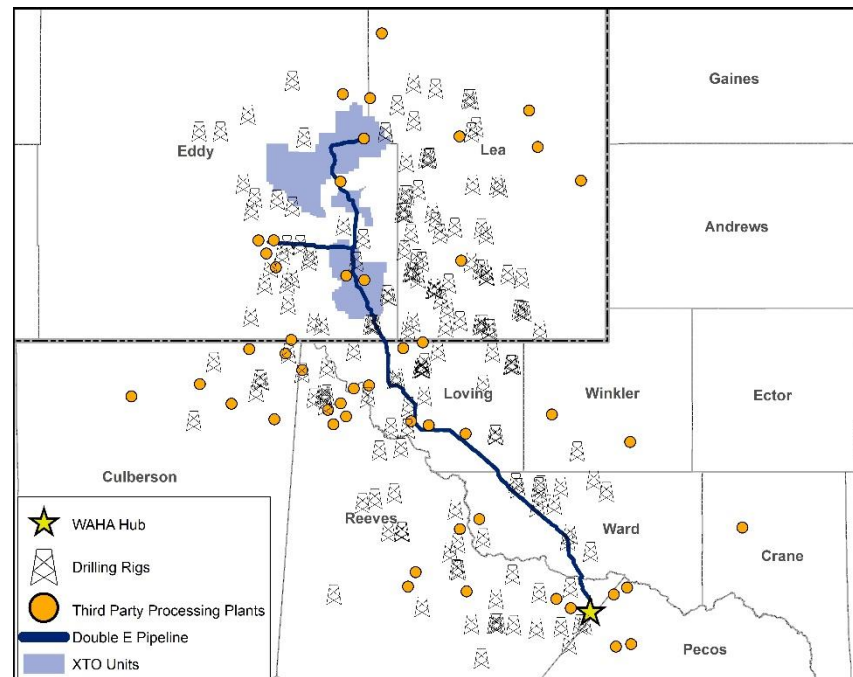 Gaines
Eddy
Lea
Andrews
Loving
Winkler
Ector
Culberson
Reeves
Ward
Crane
Pecos
WAHA Hub
Drilling Rigs
Third Party Processing Plants
Double E Pipeline
XTO Units